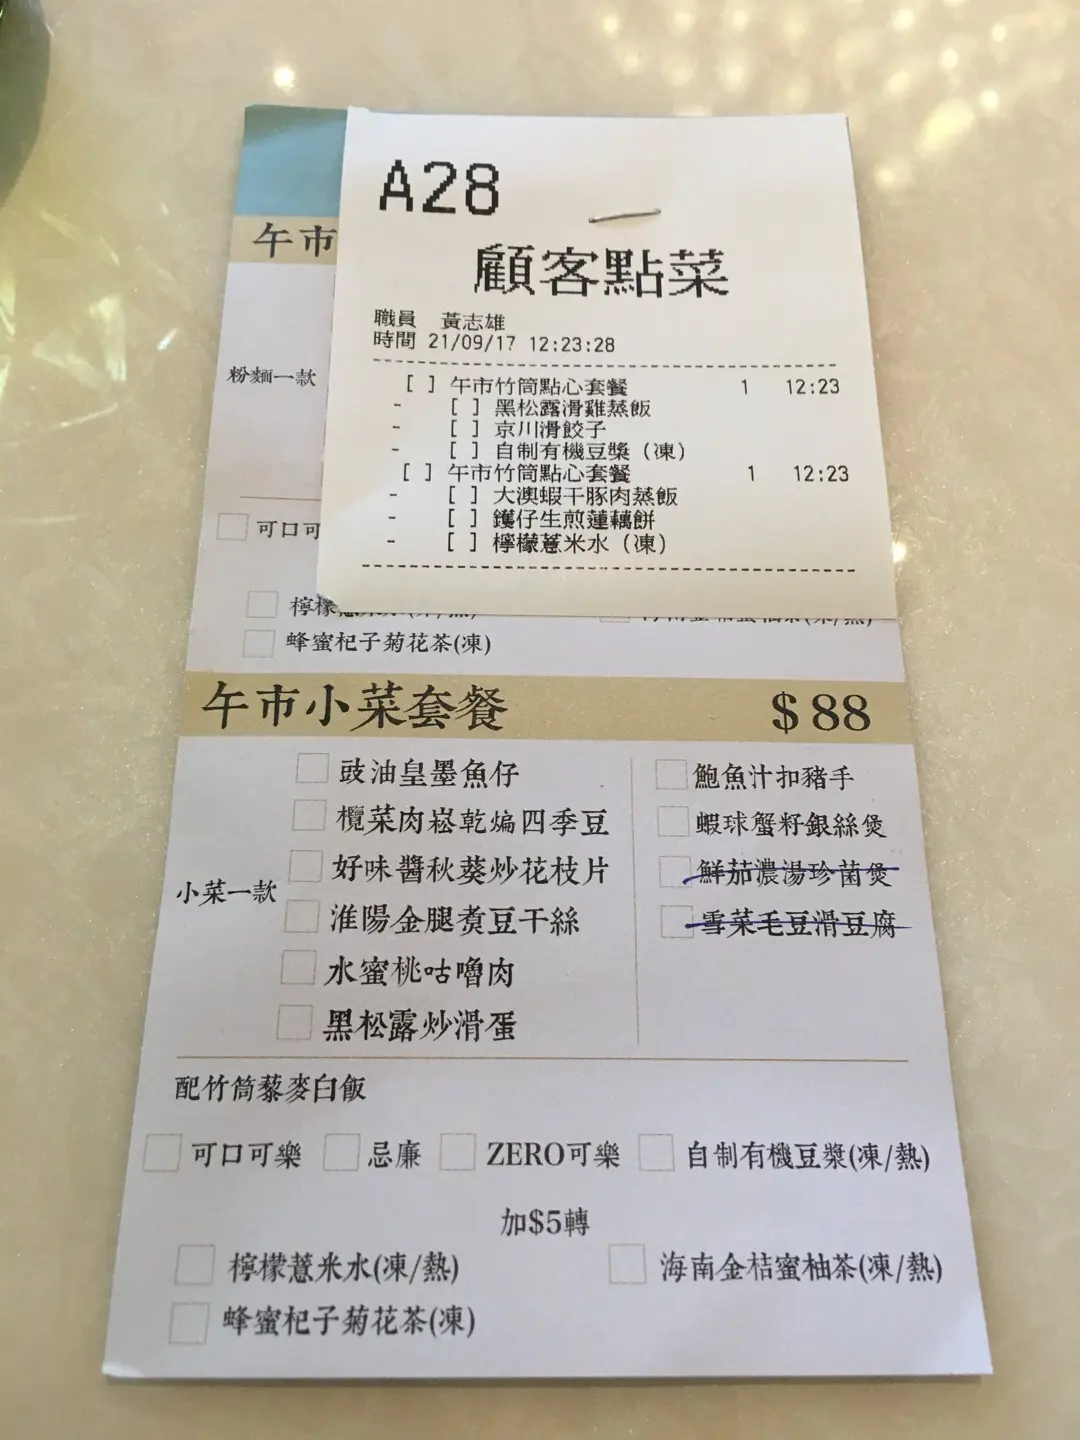 A28
顧客點菜
職員 黃志雄
時間 21/09/17 12:23:28
[ ] 午市竹筒點心套餐 1 12:23
- [ ] 黑松露滑雞蒸飯
- [ ] 京川滑餃子
- [ ] 自制有機豆漿（凍）
[ ] 午市竹筒點心套餐 1 12:23
- [ ] 大澳蝦干豚肉蒸飯
- [ ] 鑊仔生煎蓮藕餅
- [ ] 檸檬薏米水（凍）
午市
粉麵一款
可口可
檸檬
蜂蜜杞子菊花茶(凍)
午市小菜套餐 $88
小菜一款
豉油皇墨魚仔
欖菜肉崧乾煸四季豆
好味醬秋葵炒花枝片
淮陽金腿煮豆干絲
水蜜桃咕嚕肉
黑松露炒滑蛋
鮑魚汁扣豬手
蝦球蟹籽銀絲煲
鮮茄濃湯珍菌煲
雪菜毛豆滑豆腐
配竹筒藜麥白飯
可口可樂 忌廉 ZERO可樂 自制有機豆漿(凍/熱)
加$5轉
檸檬薏米水(凍/熱) 海南金桔蜜柚茶(凍/熱)
蜂蜜杞子菊花茶(凍)